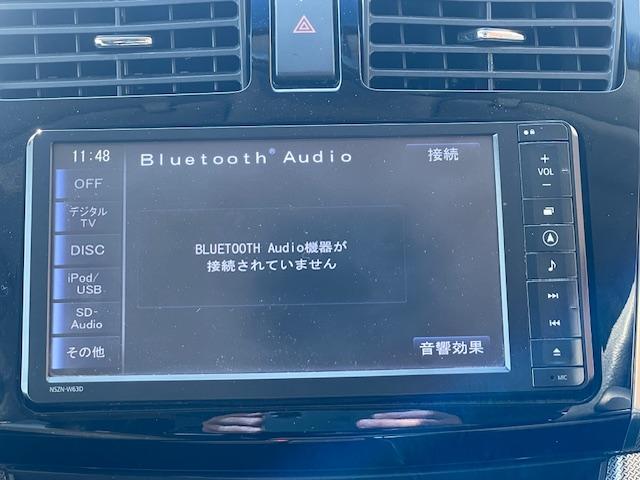 11:48
Bluetooth® Audio
接続
OFF
デジタル
TV
DISC
iPod/
USB
SD-
Audio
その他
BLUETOOTH Audio機器が
接続されていません
音響効果
NSZN-W63D
+
VOL
−
MIC